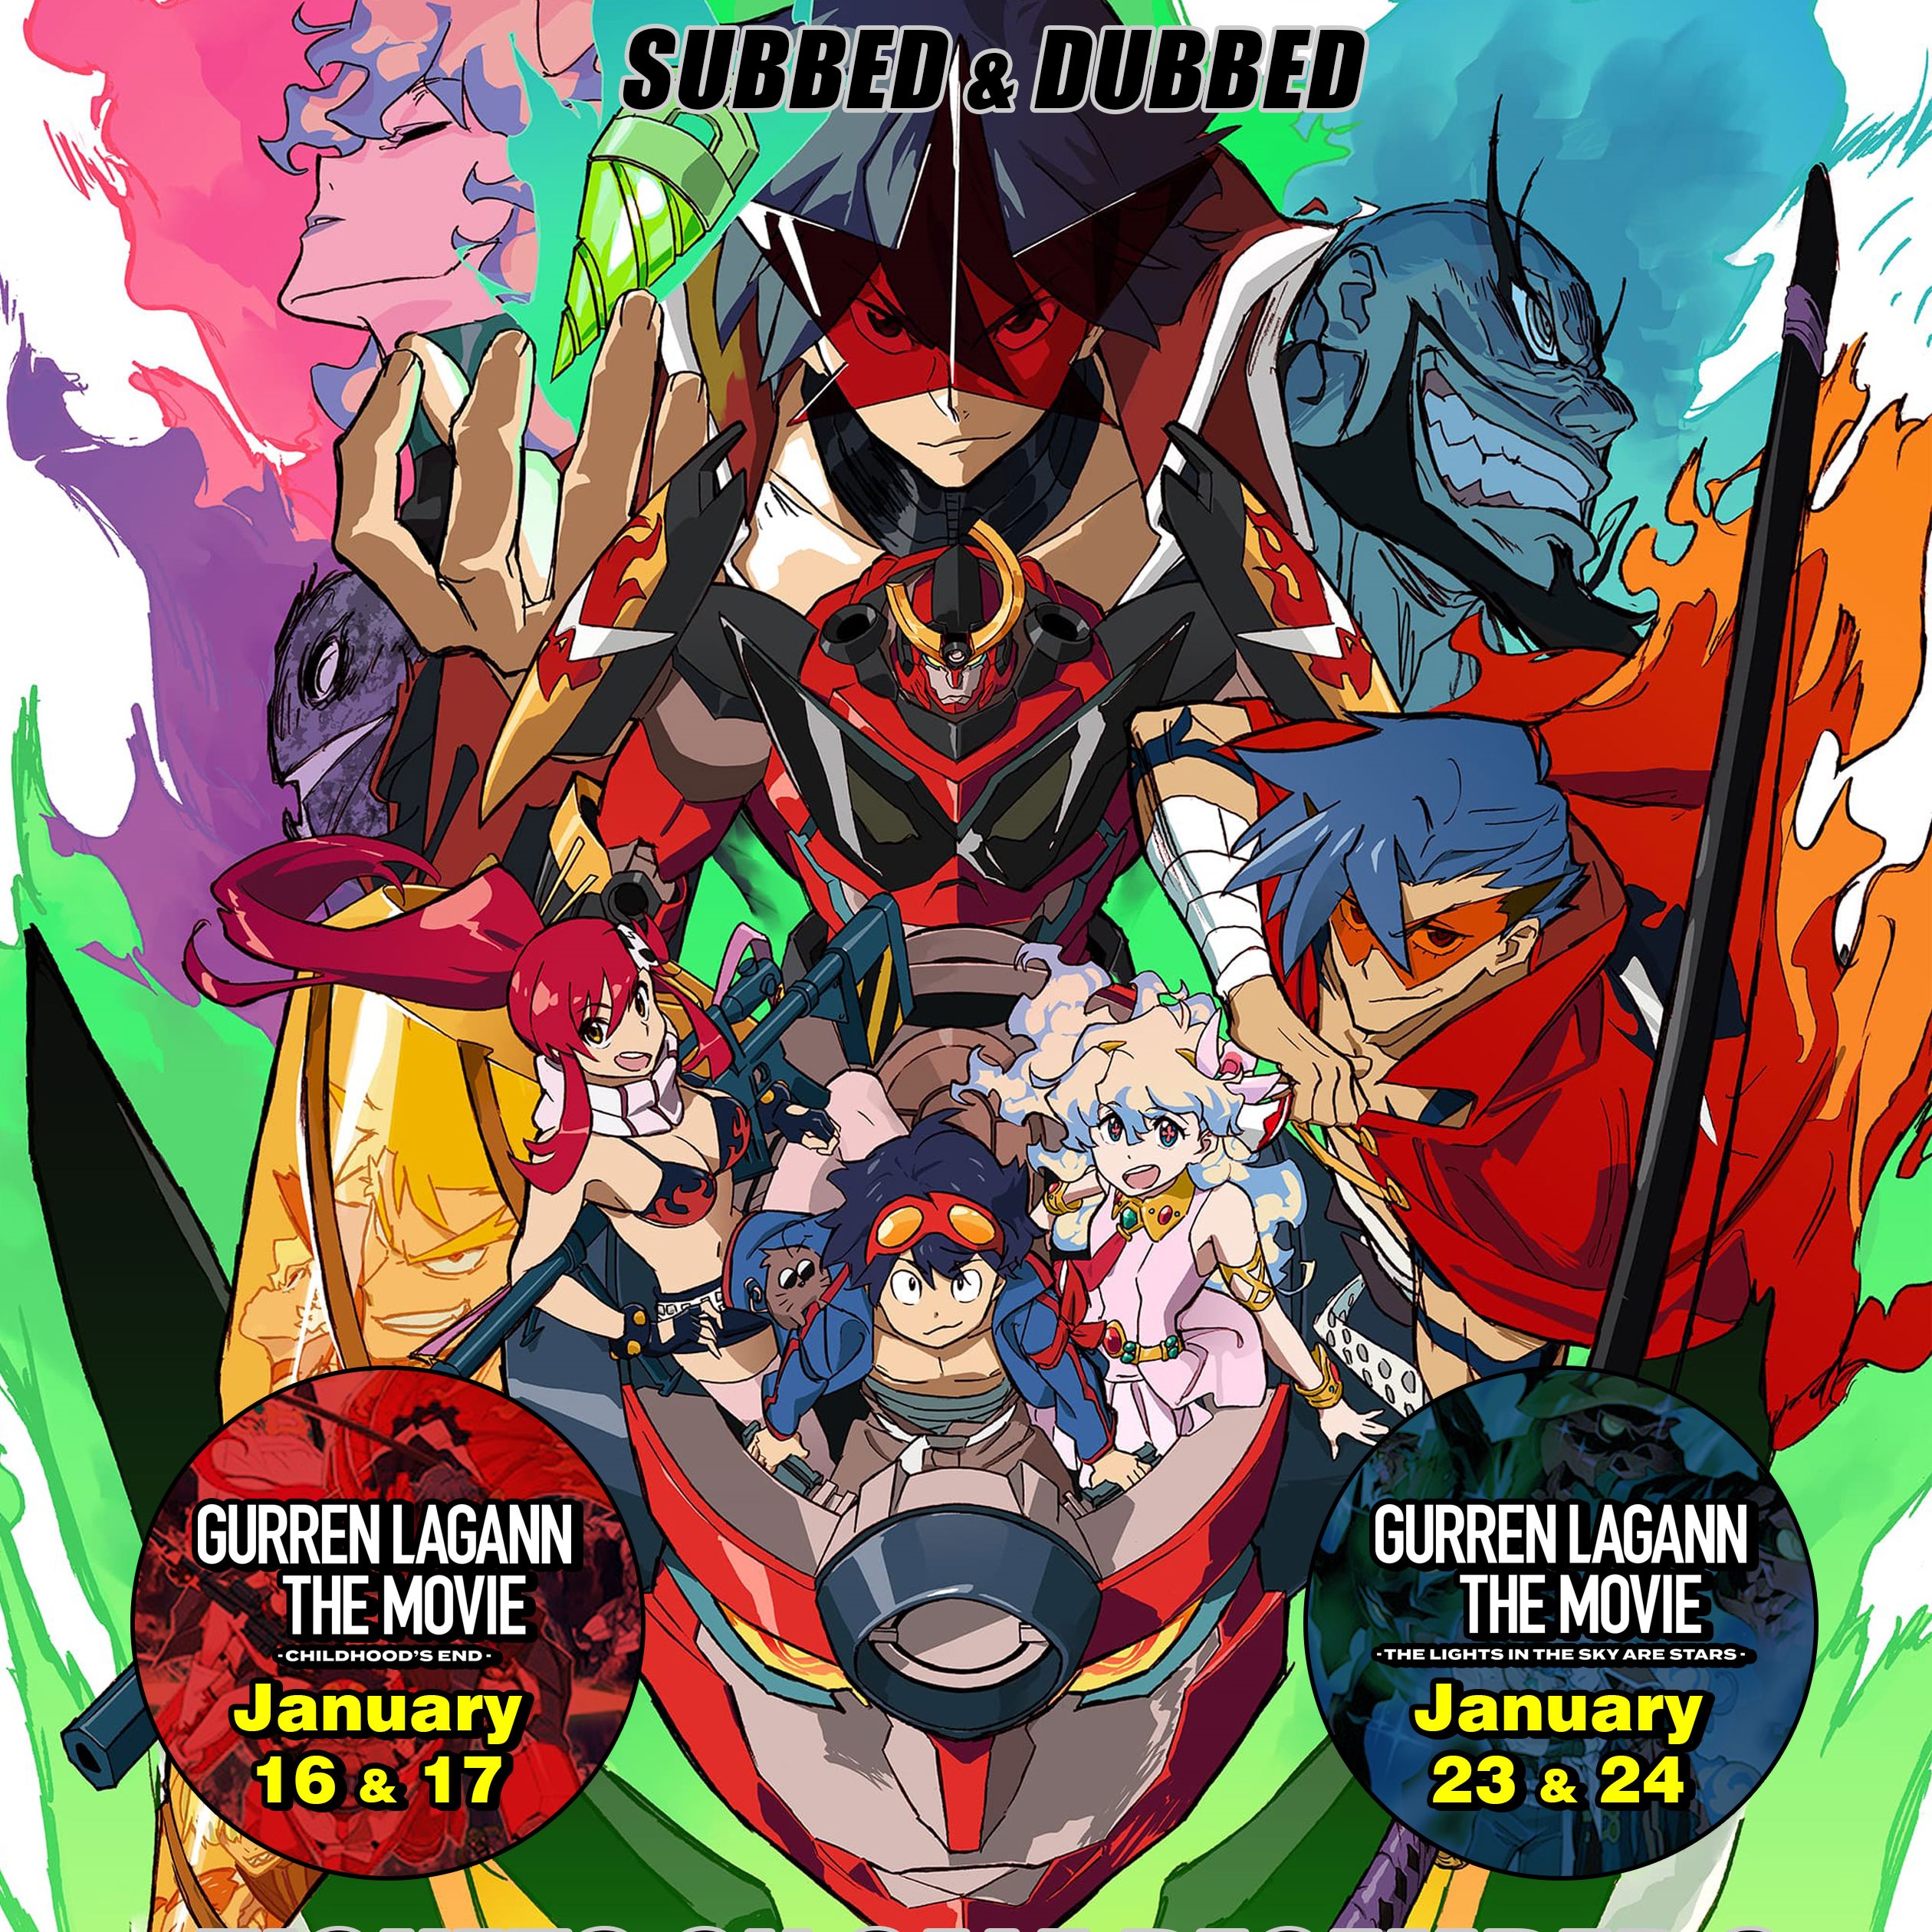 SUBBED & DUBBED
GURREN LAGANN
THE MOVIE
-CHILDHOOD'S END-
January
16 & 17
GURREN LAGANN
THE MOVIE
-THE LIGHTS IN THE SKY ARE STARS-
January
23 & 24